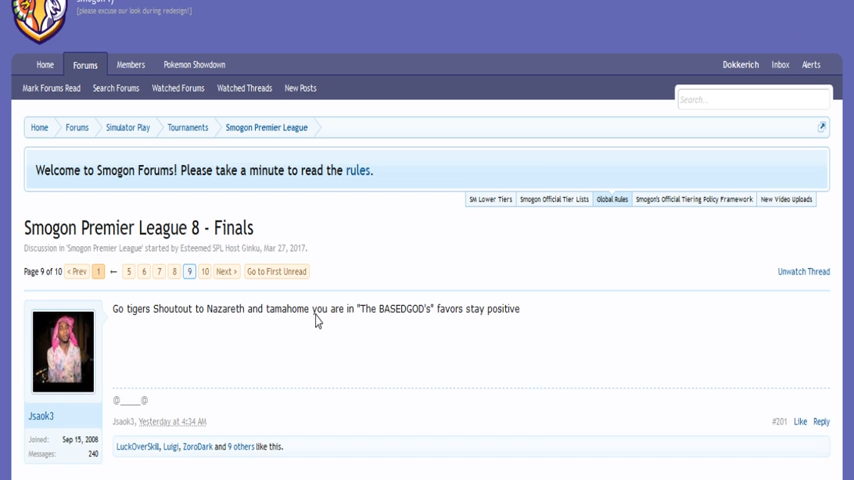 [please excuse our look during redesign!]
Home Forums Members Pokemon Showdown Dokkerich Inbox Alerts
Mark Forums Read Search Forums Watched Forums Watched Threads New Posts
Search...
Home Forums Simulator Play Tournaments Smogon Premier League
Welcome to Smogon Forums! Please take a minute to read the rules.
SM Lower Tiers Smogon Official Tier Lists Global Rules Smogon's Official Tiering Policy Framework New Video Uploads
Smogon Premier League 8 - Finals
Discussion in 'Smogon Premier League' started by Esteemed SPL Host Ginku, Mar 27, 2017.
Page 9 of 10 < Prev 1 ← 5 6 7 8 9 10 Next > Go to First Unread Unwatch Thread
Go tigers Shoutout to Nazareth and tamahome you are in "The BASEDGOD's" favors stay positive
@____@
Jsaok3
Jsaok3, Yesterday at 4:34 AM #201 Like Reply
Joined: Sep 15, 2008
Messages: 240
LuckOverSkill, Luigi, ZoroDark and 9 others like this.